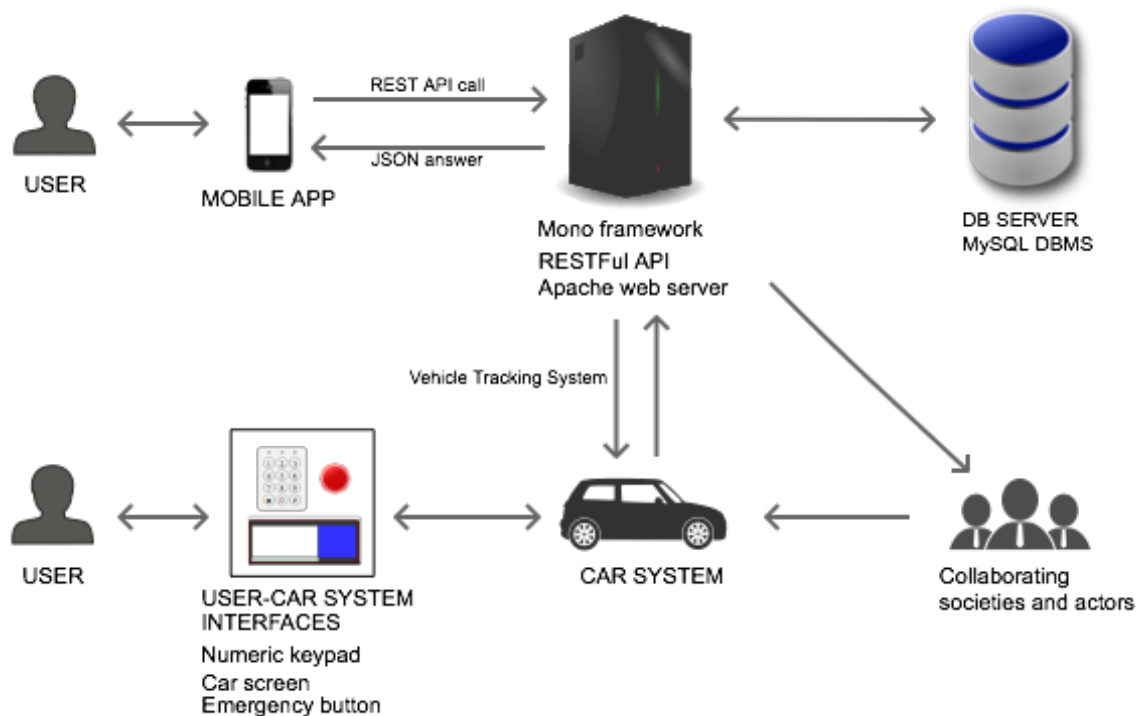 REST API call
JSON answer
USER
MOBILE APP
Mono framework
RESTFul API
Apache web server
DB SERVER
MySQL DBMS
Vehicle Tracking System
USER
USER-CAR SYSTEM
INTERFACES
Numeric keypad
Car screen
Emergency button
CAR SYSTEM
Collaborating
societies and actors